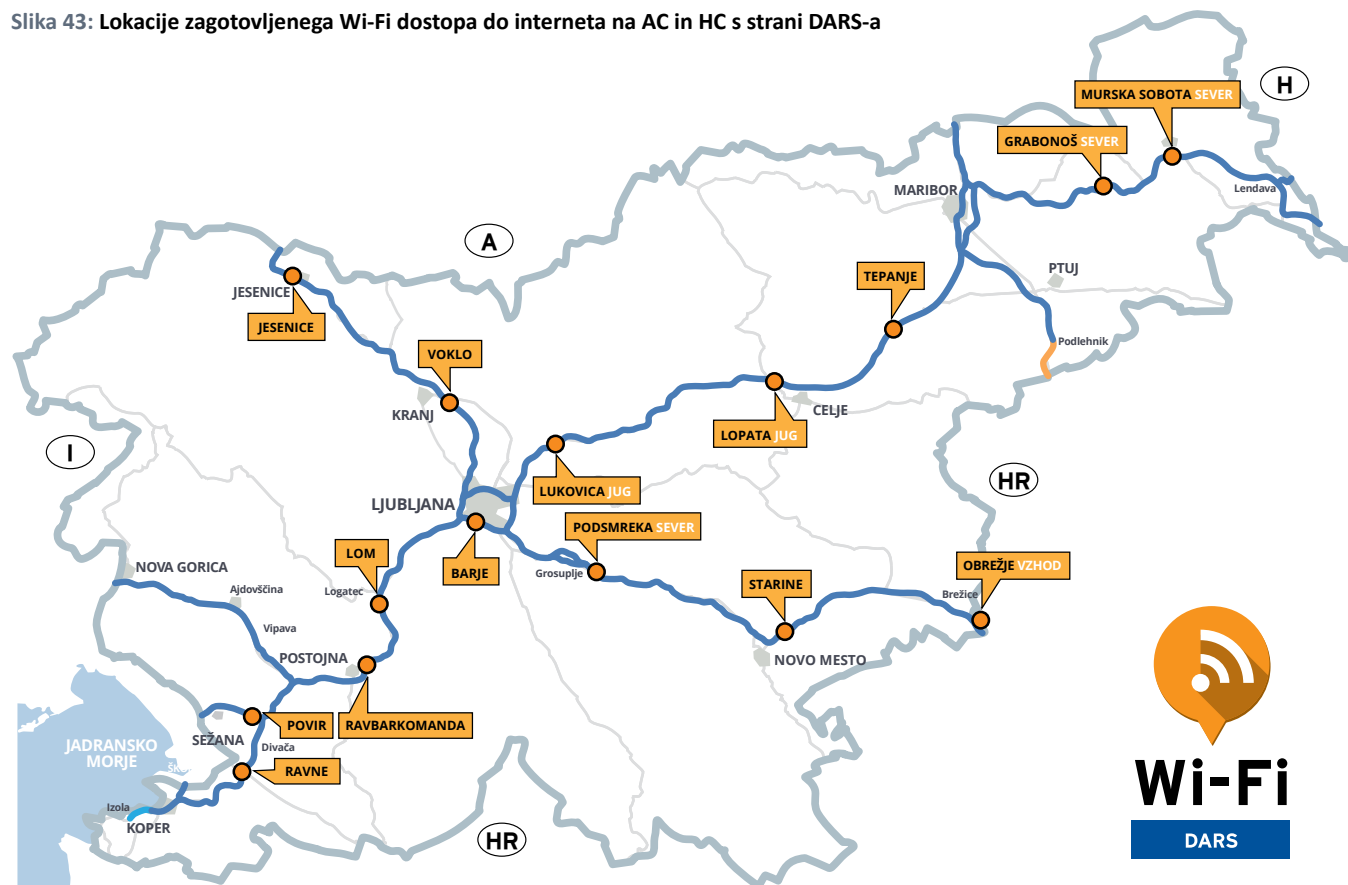 Slika 43: Lokacije zagotovljenega Wi-Fi dostopa do interneta na AC in HC s strani DARS-a
H
MURSKA SOBOTA SEVER
GRABONOŠ SEVER
MARIBOR
Lendava
A
PTUJ
TEPANJE
JESENICE
JESENICE
Podlehnik
VOKLO
KRANJ
CELJE
LOPATA JUG
I
HR
LUKOVICA JUG
LJUBLJANA
PODSMREKA SEVER
LOM
BARJE
Grosuplje
OBREŽJE VZHOD
NOVA GORICA
STARINE
Ajdovščina
Logatec
Brežice
Vipava
POSTOJNA
NOVO MESTO
POVIR
RAVBARKOMANDA
SEŽANA
Divača
JADRANSKO
MORJE
RAVNE
Izola
KOPER
HR
Wi-Fi
DARS